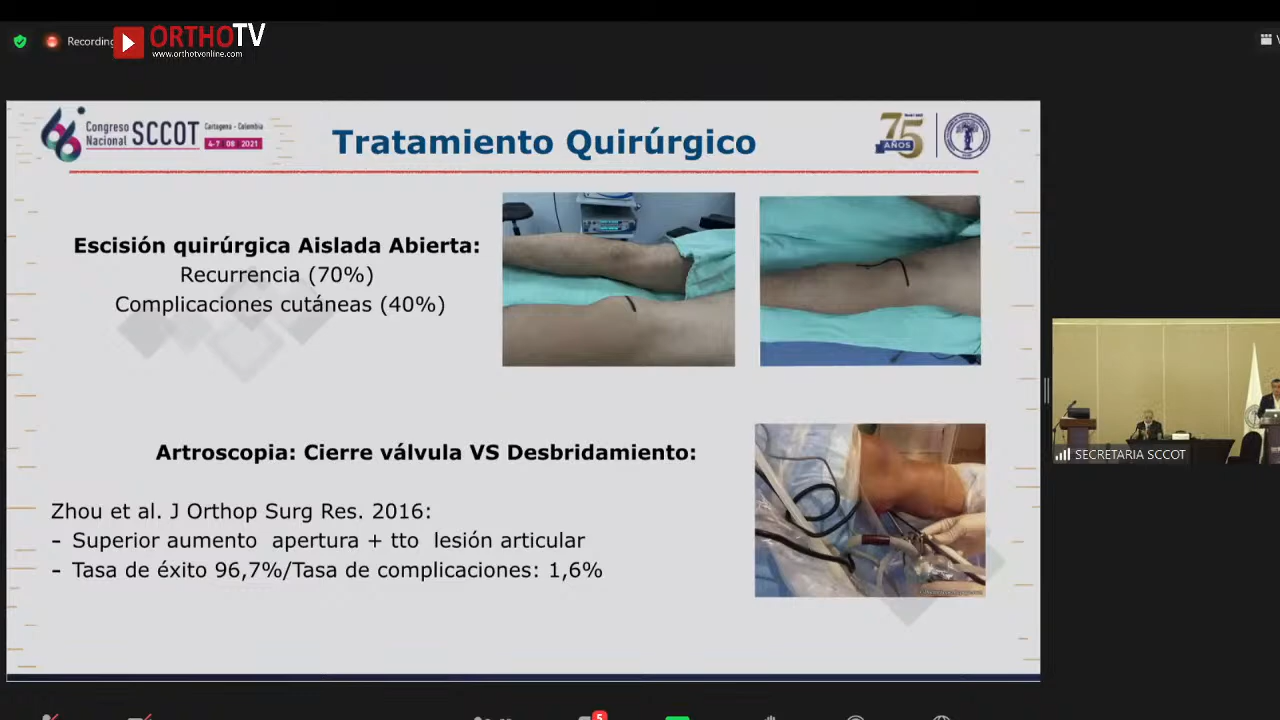 Recording
ORTHOTV
www.orthotvonline.com
66 Congreso Nacional SCCOT
Cartagena - Colombia
4-7 08 2021
Tratamiento Quirúrgico
75 AÑOS
Escisión quirúrgica Aislada Abierta:
Recurrencia (70%)
Complicaciones cutáneas (40%)
Artroscopia: Cierre válvula VS Desbridamiento:
Zhou et al. J Orthop Surg Res. 2016:
- Superior aumento apertura + tto lesión articular
- Tasa de éxito 96,7%/Tasa de complicaciones: 1,6%
SECRETARIA SCCOT
5